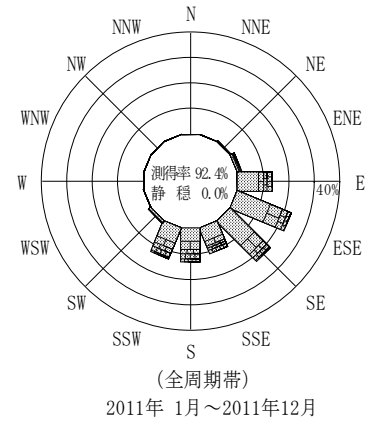 N
NNW NNE
NW NE
WNW ENE
測得率 92.4%
静 穏 0.0%
W 40% E
WSW ESE
SW SE
SSW SSE
S
(全周期帯)
2011年 1月～2011年12月